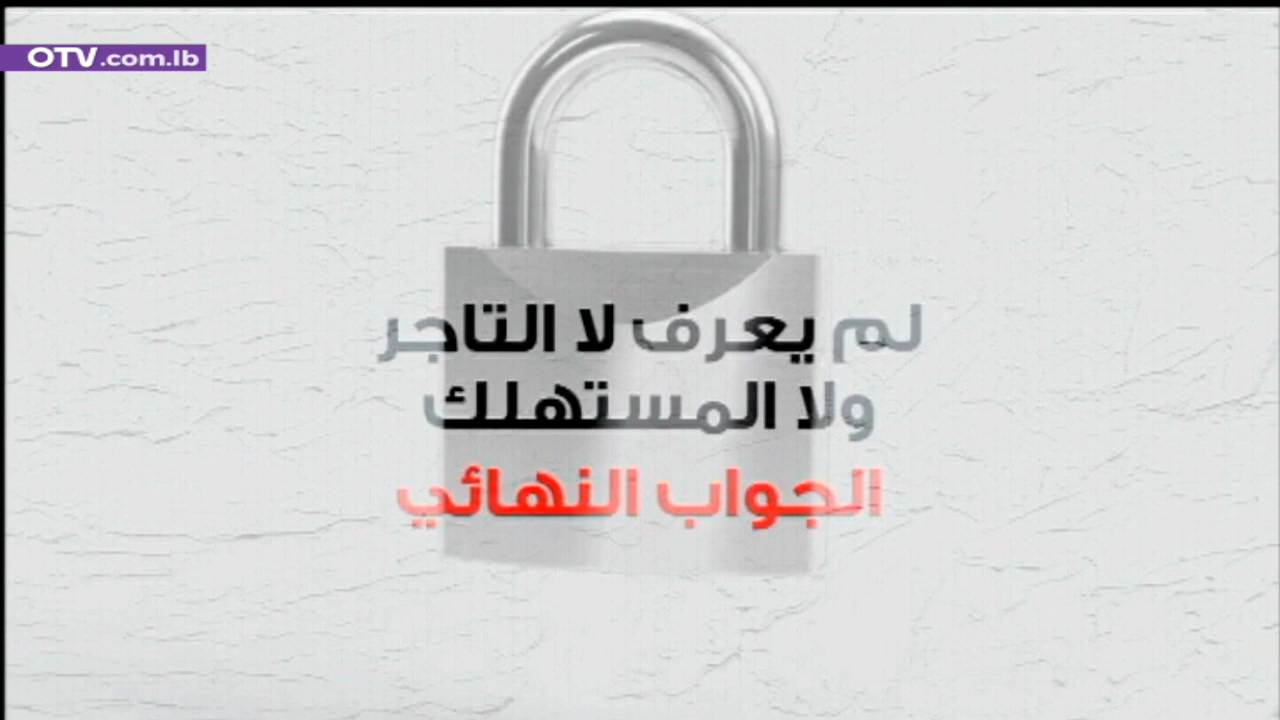 OTV.com.lb
لم يعرف لا التاجر
ولا المستهلك
الجواب النهائي